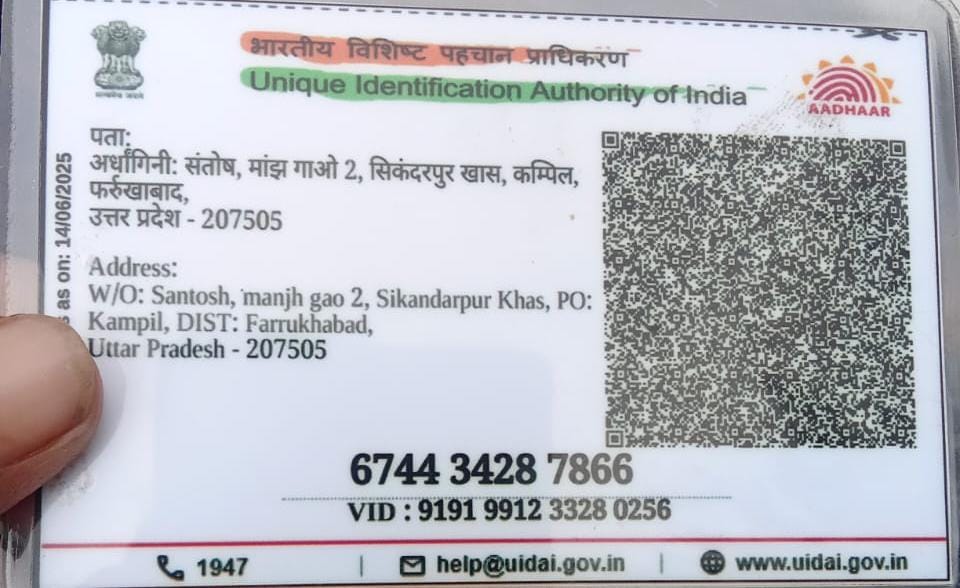 भारतीय विशिष्ट पहचान प्राधिकरण
Unique Identification Authority of India
AADHAAR
पता:
अर्धांगिनी: संतोष, मांझ गाओ 2, सिकंदरपुर खास, कम्पिल,
फर्रुखाबाद,
उत्तर प्रदेश - 207505
as on: 14/06/2025
Address:
W/O: Santosh, manjh gao 2, Sikandarpur Khas, PO:
Kampil, DIST: Farrukhabad,
Uttar Pradesh - 207505
6744 3428 7866
VID : 9191 9912 3328 0256
1947
help@uidai.gov.in
www.uidai.gov.in